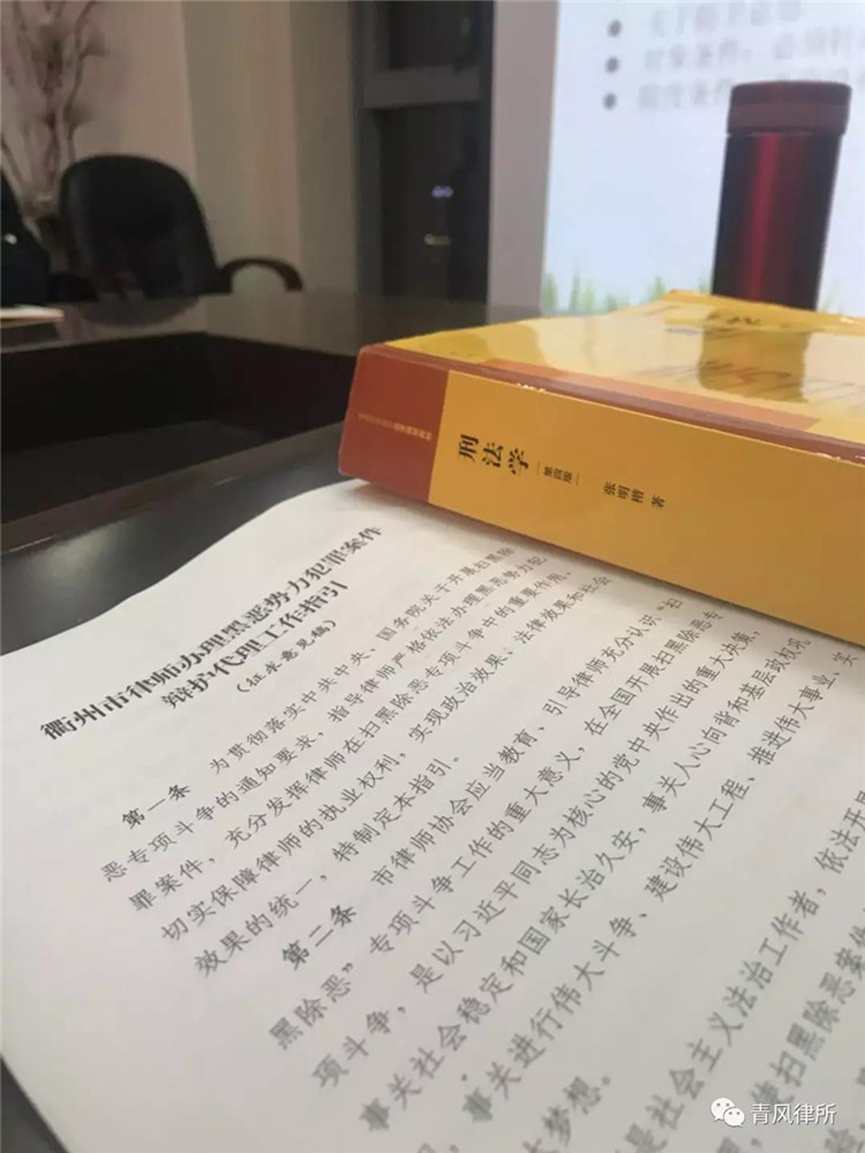 刑法学
第四版
张明楷 著
衢州市律师办理黑恶势力犯罪案件
辩护代理工作指引
（征求意见稿）
第一条 为贯彻落实中共中央、国务院关于开展扫黑除
恶专项斗争的通知要求，指导律师严格依法办理黑恶势力犯
罪案件，充分发挥律师在扫黑除恶专项斗争中的重要作用，
切实保障律师的执业权利，实现政治效果、法律效果和社会
效果的统一，特制定本指引。
第二条 市律师协会应当教育、引导律师充分认识“扫
黑除恶”专项斗争工作的重大意义，在全国开展扫黑除恶专
项斗争，是以习近平同志为核心的党中央作出的重大决策，
事关社会稳定和国家长治久安，事关人心向背和基层政权巩
事关进行伟大斗争、建设伟大工程、推进伟大事业、实
梦想。
是社会主义法治工作者，依法开展
使扫黑除恶案件
青风律所